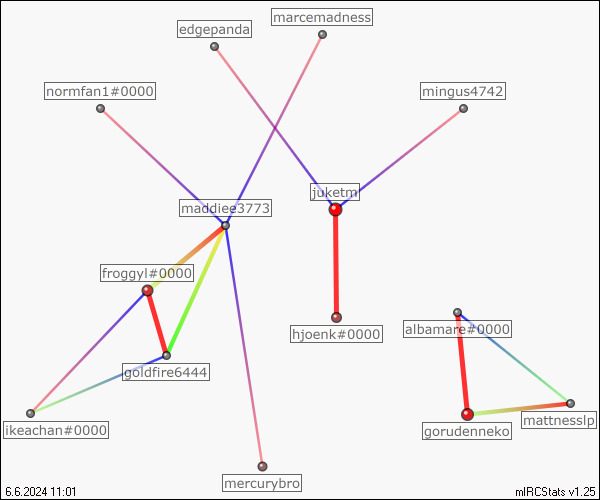 marcemadness
edgepanda
normfan1#0000
mingus4742
juketm
maddiee3773
froggyl#0000
albamare#0000
hjoenk#0000
goldfire6444
mattnesslp
ikeachan#0000
gorudenneko
mercurybro
6.6.2024 11:01
mIRCStats v1.25